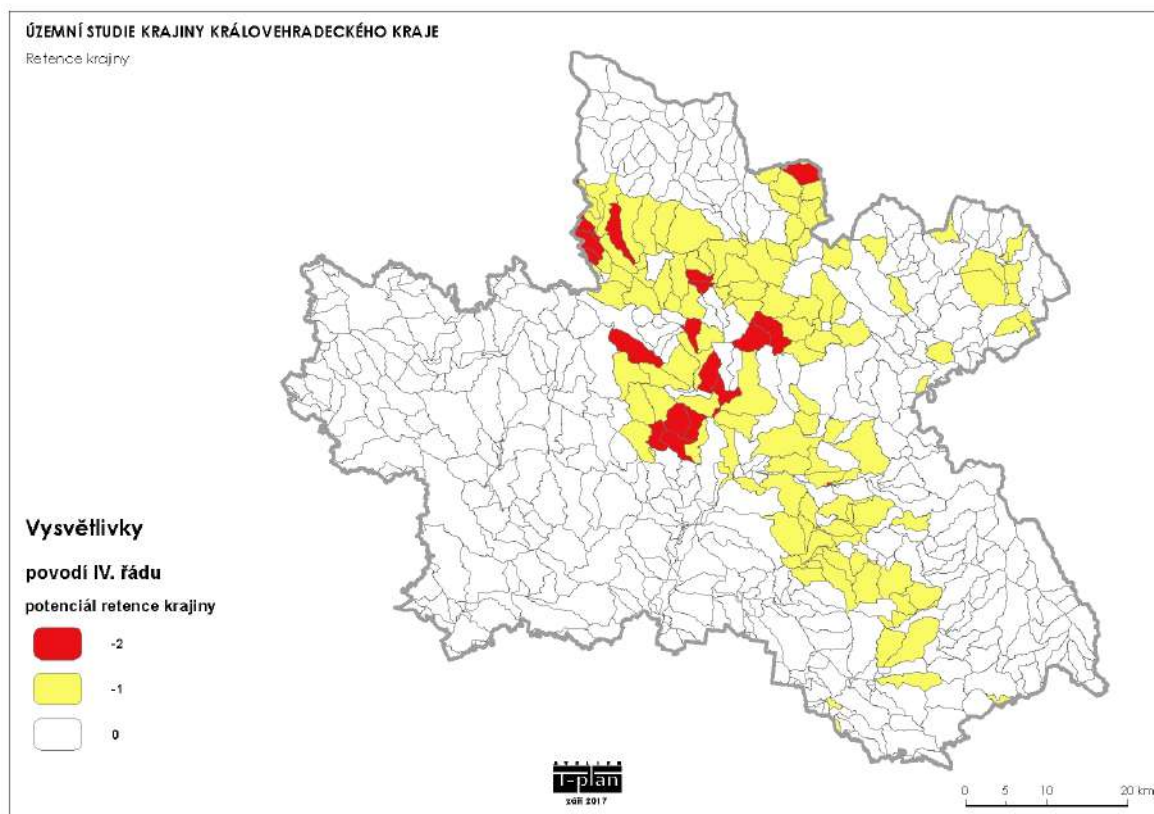 ÚZEMNÍ STUDIE KRAJINY KRÁLOVEHRADECKÉHO KRAJE
Retence krajiny
Vysvětlivky
povodí IV. řádu
potenciál retence krajiny
-2
-1
0
ATELIER
T-plan
září 2017
0 5 10 20 km